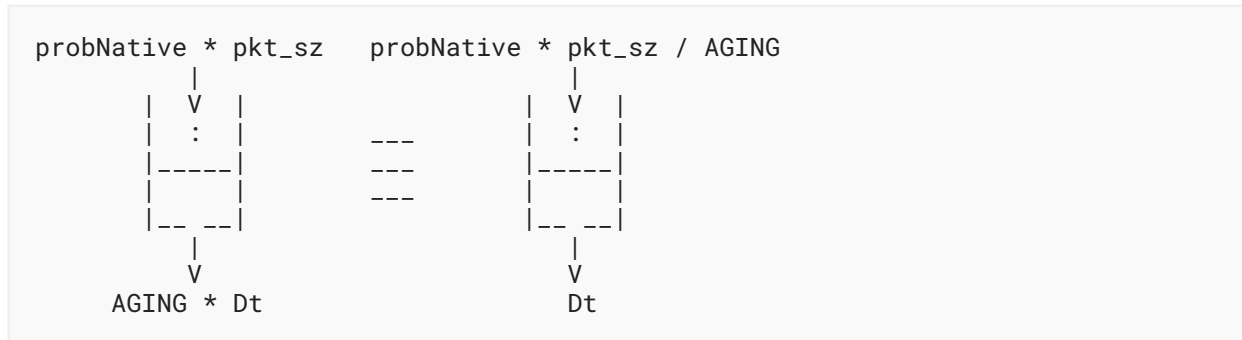 probNative * pkt_sz   probNative * pkt_sz / AGING
          |                        |
       |  V  |                  |  V  |
       |  :  |        ___       |  :  |
       |_____|        ___       |_____|
       |     |        ___       |     |
       |__ __|                  |__ __|
          |                        |
          V                        V
     AGING * Dt                    Dt